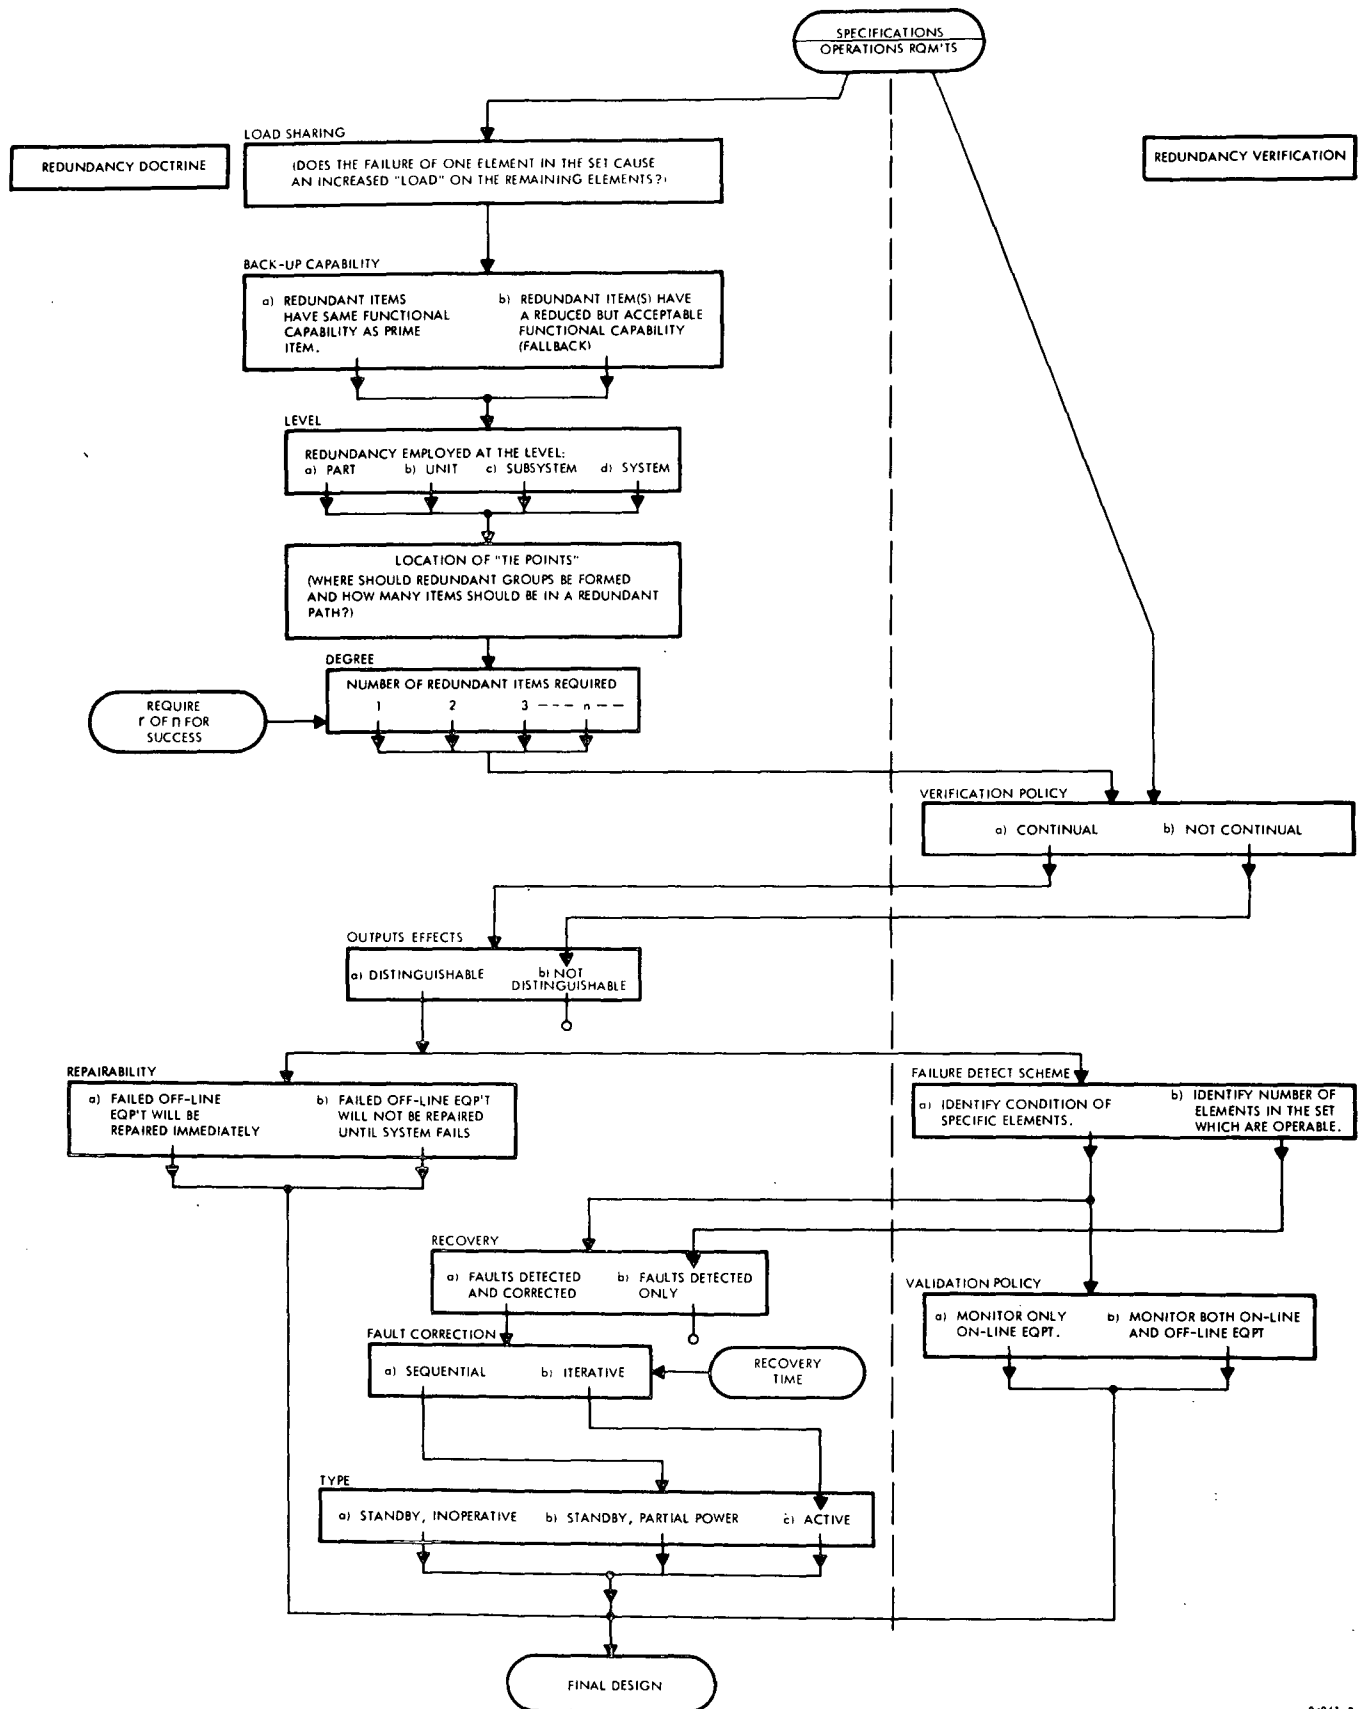 SPECIFICATIONS
OPERATIONS RQM'TS
REDUNDANCY DOCTRINE
REDUNDANCY VERIFICATION
LOAD SHARING
(DOES THE FAILURE OF ONE ELEMENT IN THE SET CAUSE
AN INCREASED "LOAD" ON THE REMAINING ELEMENTS?)
BACK-UP CAPABILITY
a) REDUNDANT ITEMS
HAVE SAME FUNCTIONAL
CAPABILITY AS PRIME
ITEM.
b) REDUNDANT ITEM(S) HAVE
A REDUCED BUT ACCEPTABLE
FUNCTIONAL CAPABILITY
(FALLBACK)
LEVEL
REDUNDANCY EMPLOYED AT THE LEVEL:
a) PART b) UNIT c) SUBSYSTEM d) SYSTEM
LOCATION OF "TIE POINTS"
(WHERE SHOULD REDUNDANT GROUPS BE FORMED
AND HOW MANY ITEMS SHOULD BE IN A REDUNDANT
PATH?)
DEGREE
NUMBER OF REDUNDANT ITEMS REQUIRED
1 2 3 --- n --
REQUIRE
r OF n FOR
SUCCESS
VERIFICATION POLICY
a) CONTINUAL b) NOT CONTINUAL
OUTPUTS EFFECTS
a) DISTINGUISHABLE
b) NOT
DISTINGUISHABLE
REPAIRABILITY
a) FAILED OFF-LINE
EQP'T WILL BE
REPAIRED IMMEDIATELY
b) FAILED OFF-LINE EQP'T
WILL NOT BE REPAIRED
UNTIL SYSTEM FAILS
FAILURE DETECT SCHEME
a) IDENTIFY CONDITION OF
SPECIFIC ELEMENTS.
b) IDENTIFY NUMBER OF
ELEMENTS IN THE SET
WHICH ARE OPERABLE.
RECOVERY
a) FAULTS DETECTED
AND CORRECTED
b) FAULTS DETECTED
ONLY
VALIDATION POLICY
a) MONITOR ONLY
ON-LINE EQPT.
b) MONITOR BOTH ON-LINE
AND OFF-LINE EQPT
FAULT CORRECTION
a) SEQUENTIAL b) ITERATIVE
RECOVERY
TIME
TYPE
a) STANDBY, INOPERATIVE b) STANDBY, PARTIAL POWER c) ACTIVE
FINAL DESIGN